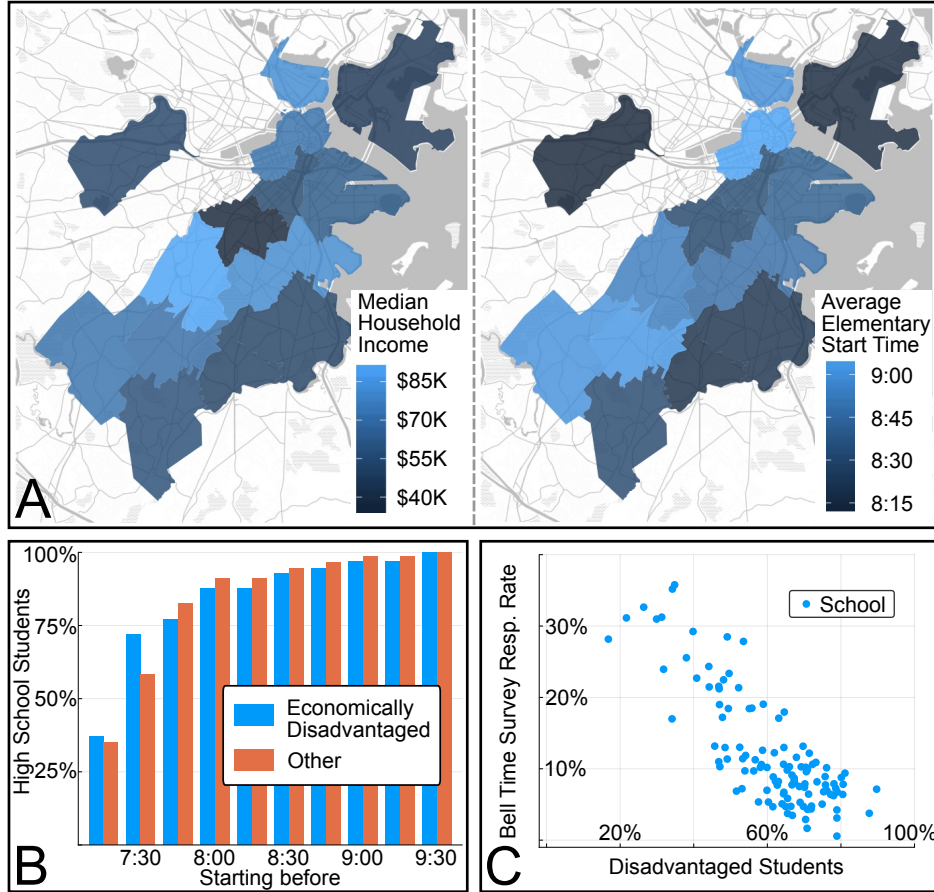 Median
Household
Income
$85K
$70K
$55K
$40K
Average
Elementary
Start Time
9:00
8:45
8:30
8:15
A
High School Students
100%
75%
50%
25%
Economically
Disadvantaged
Other
7:30
8:00
8:30
9:00
9:30
Starting before
B
Bell Time Survey Resp. Rate
30%
20%
10%
School
20%
60%
100%
Disadvantaged Students
C